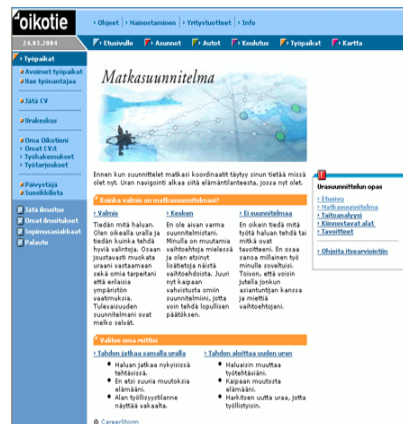 oikotie
› Ohjeet | › Mainostaminen | › Yritystuotteet | › Info
24.03.2004
› Etusivulle › Asunnot › Autot › Koulutus › Työpaikat › Kartta
› Työpaikat
Avoimet työpaikat
Hae työnantajaa
Jätä CV
Urakeskus
Oma Oikotieni
› Omat CV:t
› Työhakemukset
› Työtarjoukset
Päivystäjä
Suosikkilista
Jätä ilmoitus
Omat ilmoitukset
Sopimusasiakkaat
Palaute
Matkasuunnitelma
Ennen kun suunnittelet matkasi koordinaatit täytyy sinun tietää missä
olet nyt. Uran navigointi alkaa siitä elämäntilanteesta, jossa nyt olet.
Kuinka valmis on matkasuunnitelmasi?
› Valmis
Tiedän mitä haluan.
Olen oikealla uralla ja
tiedän kuinka tehdä
hyviä valintoja. Osaan
joustavasti muokata
uraani vastaamaan
sekä omia tarpeitani
että erilaisia
ympäristön
vaatimuksia.
Tulevaisuuden
suunnitelmani ovat
melko selvät.
› Kesken
En ole aivan varma
suunnelmistani.
Minulla on muutamia
vaihtoehtoja mielessä
ja olen etsinyt
lisätietoja näistä
vaihtoehdoista. Juuri
nyt kaipaan
vahvistusta omiin
suunnitelmiini, jotta
voin tehdä lopullisen
päätöksen.
› Ei suunnitelmaa
En oikein tiedä mitä
työtä haluan tehdä tai
mitkä ovat
tavoitteeni. En osaa
sanoa millainen työ
minulle soveltuisi.
Toivon, että voisin
jutella jonkun
asiantuntijan kanssa
ja miettiä
vaihtoehtojani.
Valitse oma reittisi
› Tahdon jatkaa samalla uralla
Haluan jatkaa nykyisissä
tehtävissä.
En etsi suuria muutoksia
elämääni.
Alan työllisyystilanne
näyttää vakaalta.
› Tahdon aloittaa uuden uran
Haluaisin muuttaa
työtehtäviäni.
Kaipaan muutosta
elämääni.
Harkitsen uutta uraa, jotta
työllistyisin.
CareerStorm
Urasuunnittelun opas
› Etusivu
› Matkasuunnitelma
› Taitoanalyysi
› Kiinnostavat alat
› Tavoitteet
› Ohjeita itsearviointiin